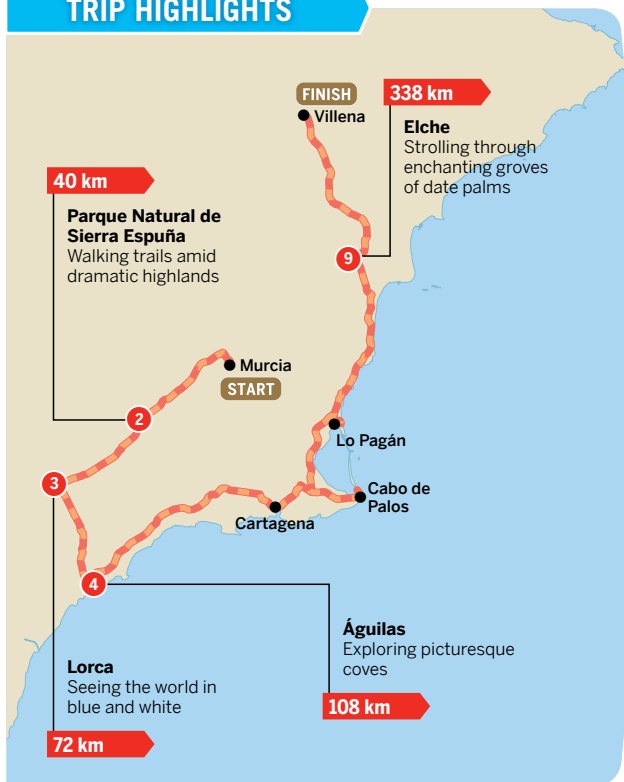 TRIP HIGHLIGHTS
FINISH
Villena
338 km
Elche
Strolling through
enchanting groves
of date palms
40 km
Parque Natural de
Sierra Espuña
Walking trails amid
dramatic highlands
9
Murcia
START
2
Lo Pagán
3
Cabo de
Palos
Cartagena
4
Águilas
Exploring picturesque
coves
108 km
Lorca
Seeing the world in
blue and white
72 km